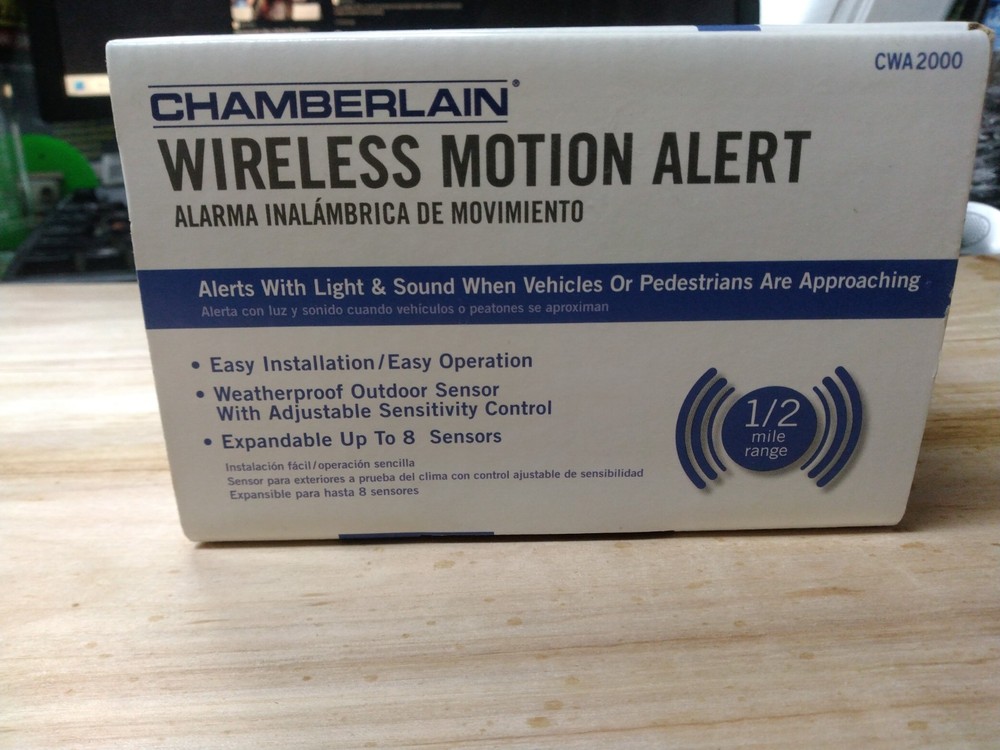 CWA2000
CHAMBERLAIN®
WIRELESS MOTION ALERT
ALARMA INALÁMBRICA DE MOVIMIENTO
Alerts With Light & Sound When Vehicles Or Pedestrians Are Approaching
Alerta con luz y sonido cuando vehículos o peatones se aproximan
• Easy Installation/Easy Operation
• Weatherproof Outdoor Sensor
With Adjustable Sensitivity Control
• Expandable Up To 8 Sensors
Instalación fácil/operación sencilla
Sensor para exteriores a prueba del clima con control ajustable de sensibilidad
Expansible para hasta 8 sensores
1/2
mile
range